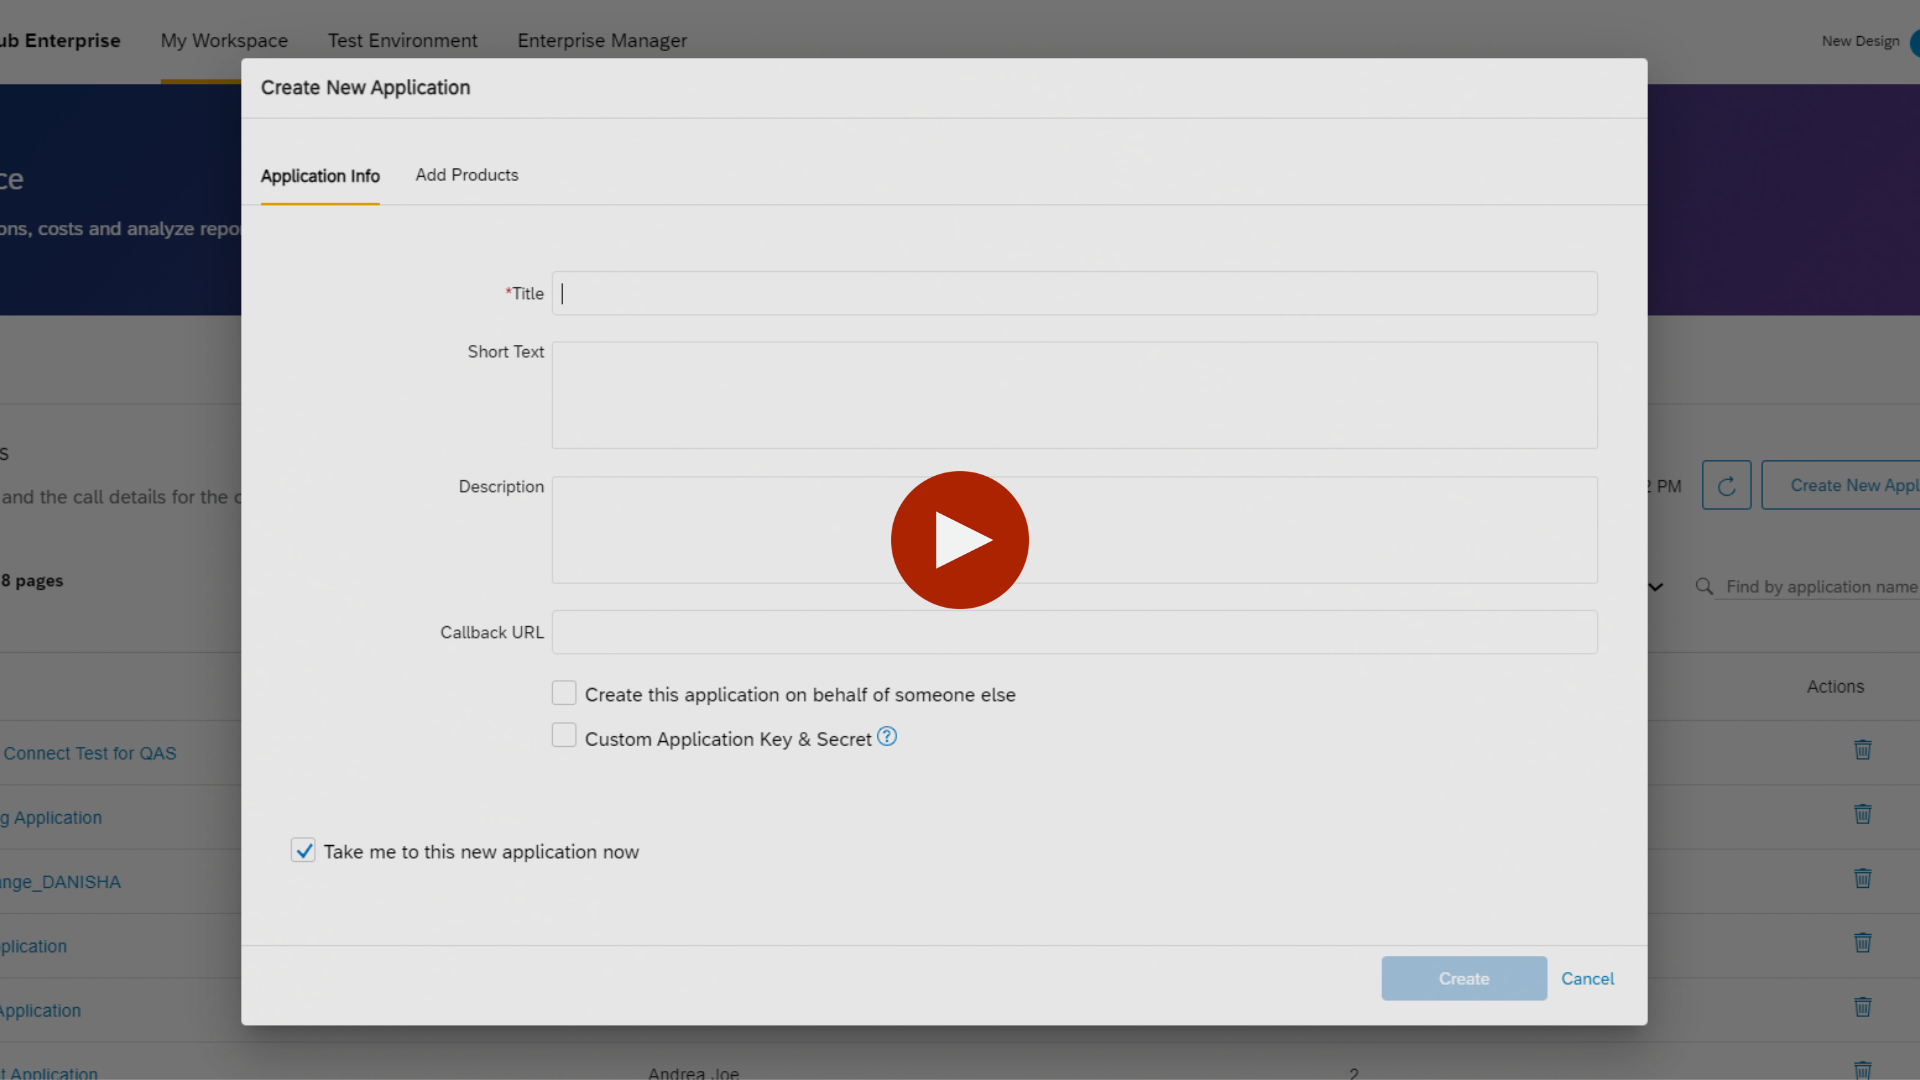 ub Enterprise My Workspace Test Environment Enterprise Manager New Design
Create New Application
Application Info Add Products
ce
ons, costs and analyze repo
*Title
Short Text
s
Description
and the call details for the c
2 PM Create New Appl
8 pages
Find by application name
Callback URL
Create this application on behalf of someone else
Actions
Custom Application Key & Secret ?
Connect Test for QAS
g Application
Take me to this new application now
ange_DANISHA
plication
Create Cancel
Application
t Application Andrea Joe 2